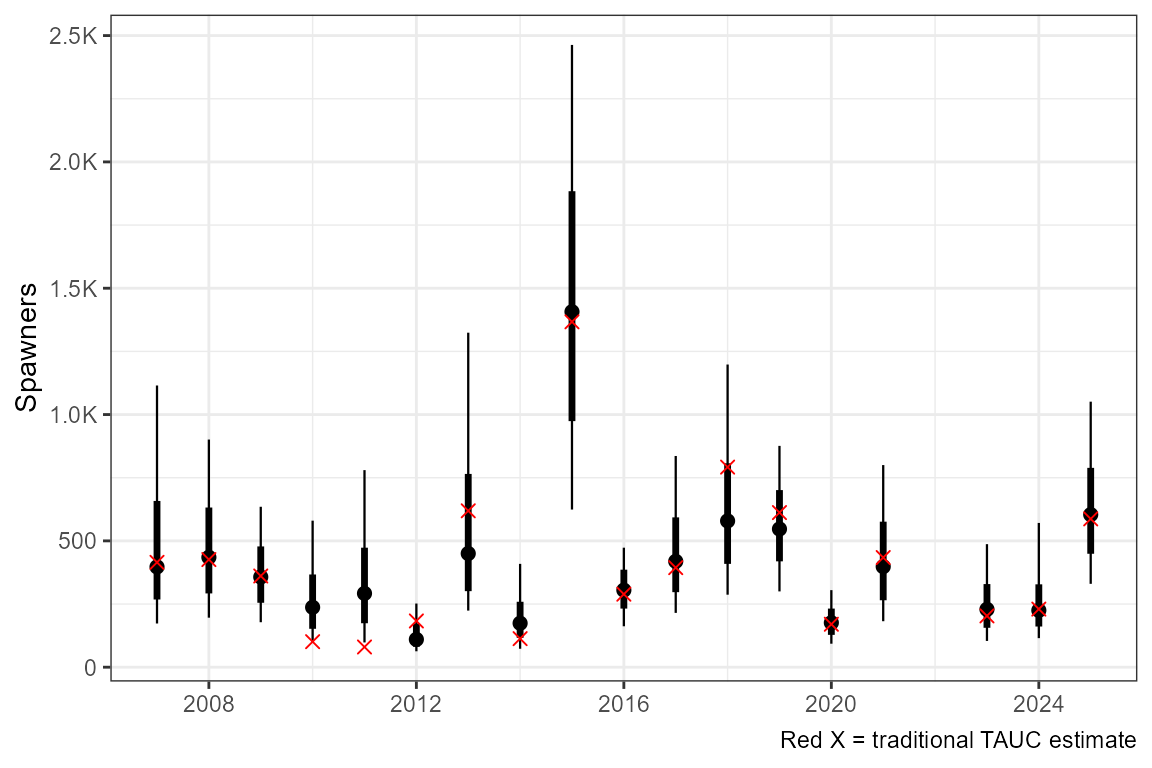 2.5K
2.0K
1.5K
1.0K
500
0
Spawners
2008 2012 2016 2020 2024
Red X = traditional TAUC estimate